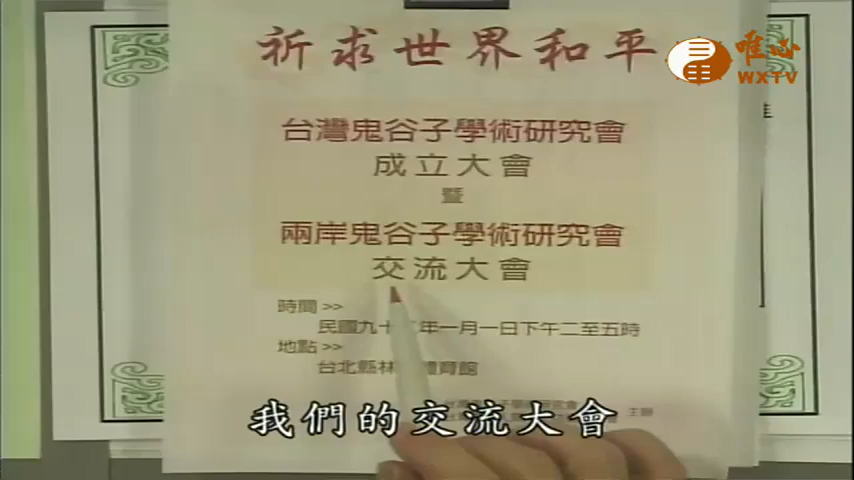 祈求世界和平
唯心
WXTV
台灣鬼谷子學術研究會
成立大會
暨
兩岸鬼谷子學術研究會
交流大會
時間 >>
民國九十 年一月一日下午二至五時
地點 >>
台北縣林 體育館
主辦
我們的交流大會